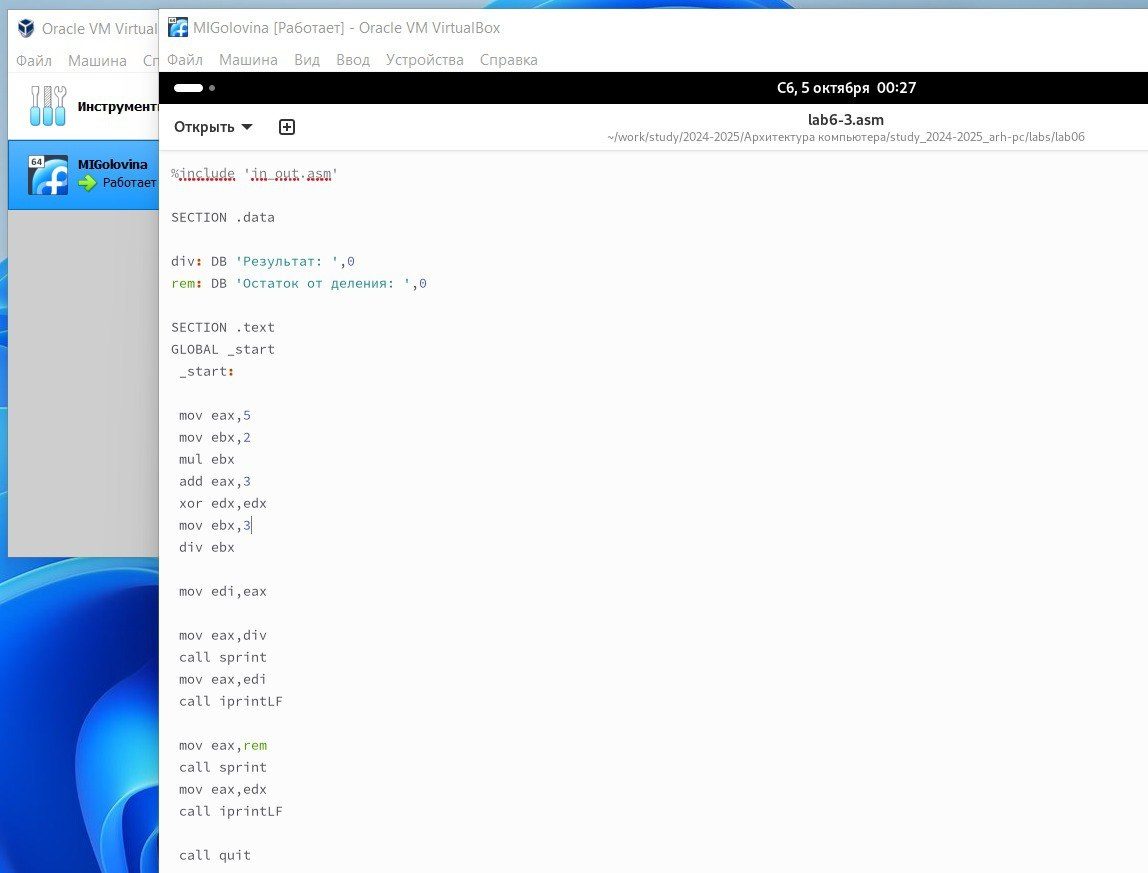 Oracle VM Virtual
Файл Машина Сп
Инструменты
64
MIGolovina
Работает
MIGolovina [Работает] - Oracle VM VirtualBox
Файл Машина Вид Ввод Устройства Справка
Сб, 5 октября 00:27
Открыть
lab6-3.asm
~/work/study/2024-2025/Архитектура компьютера/study_2024-2025_arh-pc/labs/lab06
%include 'in_out.asm'
SECTION .data
div: DB 'Результат: ',0
rem: DB 'Остаток от деления: ',0
SECTION .text
GLOBAL _start
_start:
mov eax,5
mov ebx,2
mul ebx
add eax,3
xor edx,edx
mov ebx,3
div ebx
mov edi,eax
mov eax,div
call sprint
mov eax,edi
call iprintLF
mov eax,rem
call sprint
mov eax,edx
call iprintLF
call quit